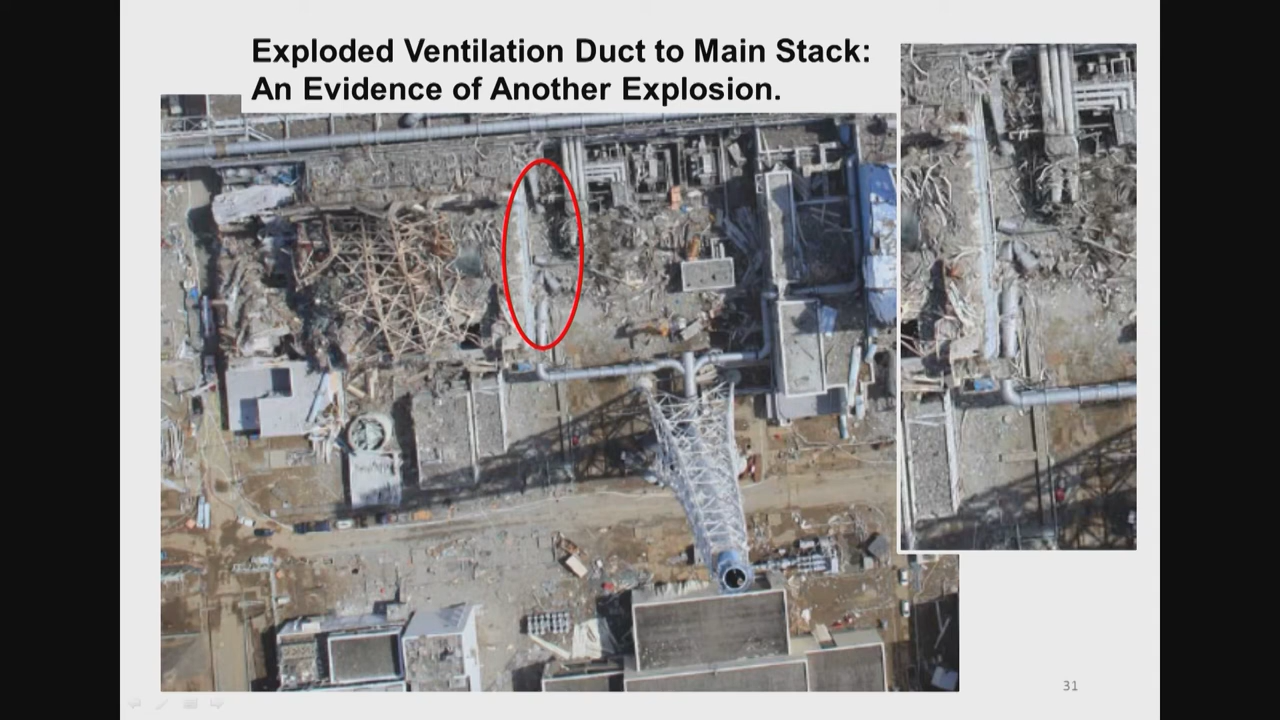 Exploded Ventilation Duct to Main Stack:
An Evidence of Another Explosion.
31